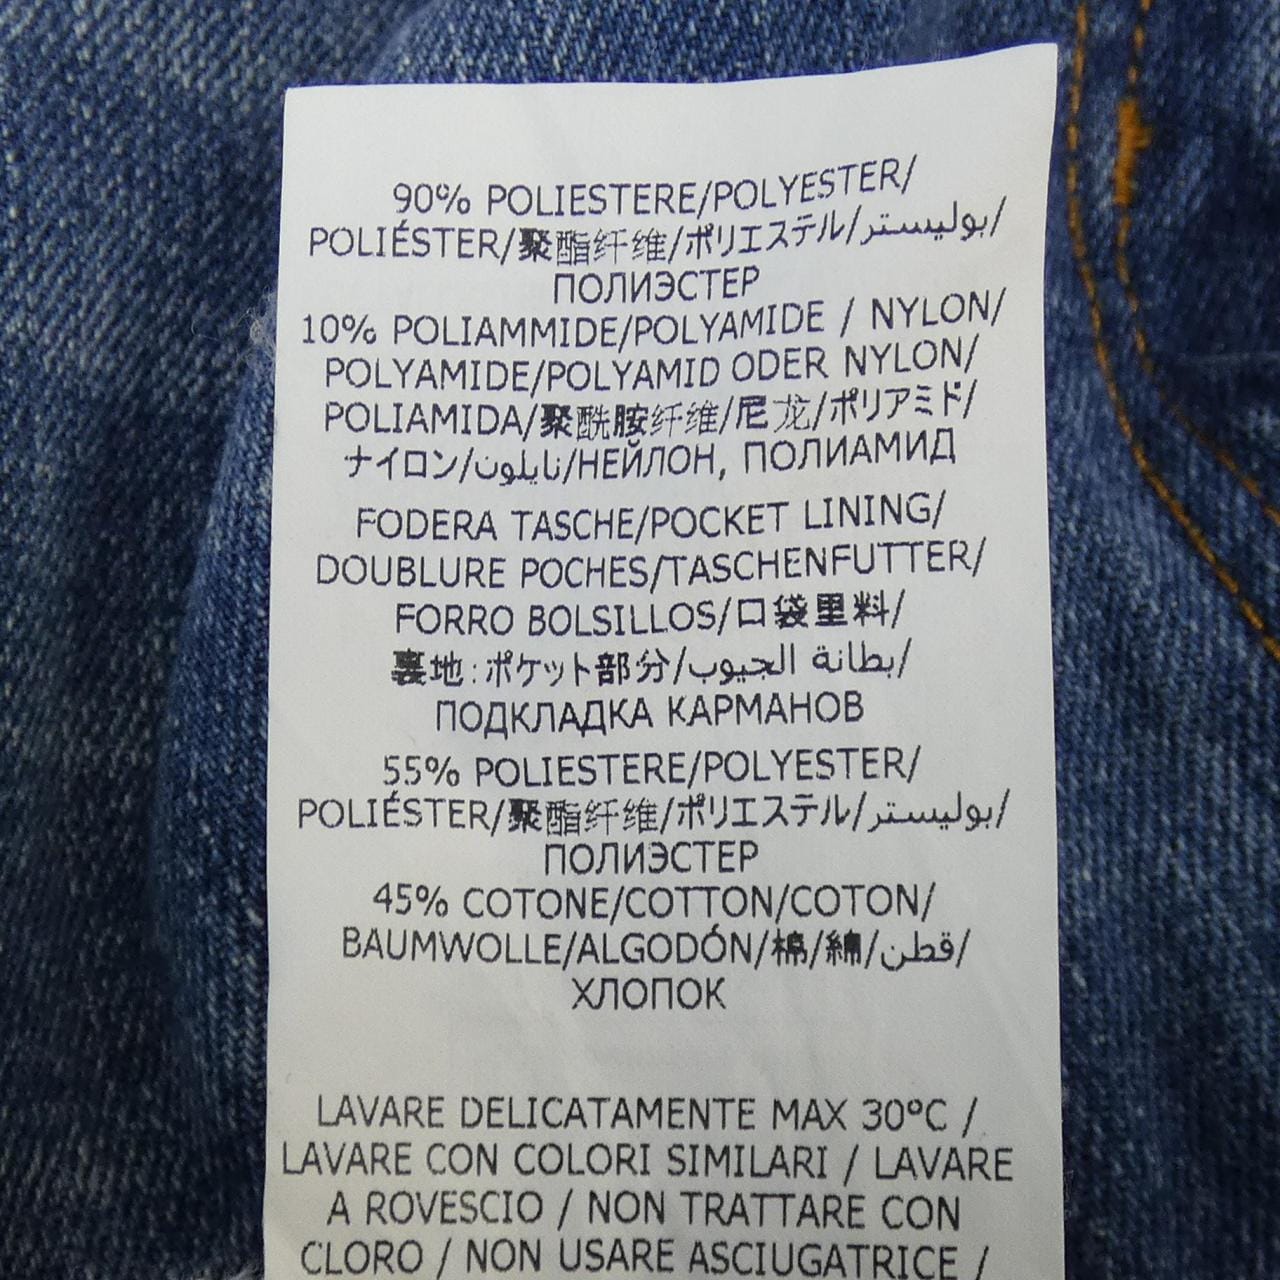 90% POLIESTERE/POLYESTER/
POLIÉSTER/聚酯纤维/ポリエステル/بوليستر/
ПОЛИЭСТЕР
10% POLIAMMIDE/POLYAMIDE / NYLON/
POLYAMIDE/POLYAMID ODER NYLON/
POLIAMIDA/聚酰胺纤维/尼龙/ポリアミド/
ナイロン/نايلون/НЕЙЛОН, ПОЛИАМИД
FODERA TASCHE/POCKET LINING/
DOUBLURE POCHES/TASCHENFUTTER/
FORRO BOLSILLOS/口袋里料/
裏地:ポケット部分/بطانة الجيوب/
ПОДКЛАДКА КАРМАНОВ
55% POLIESTERE/POLYESTER/
POLIÉSTER/聚酯纤维/ポリエステル/بوليستر/
ПОЛИЭСТЕР
45% COTONE/COTTON/COTON/
BAUMWOLLE/ALGODÓN/棉/綿/قطن/
ХЛОПОК
LAVARE DELICATAMENTE MAX 30°C /
LAVARE CON COLORI SIMILARI / LAVARE
A ROVESCIO / NON TRATTARE CON
CLORO / NON USARE ASCIUGATRICE /